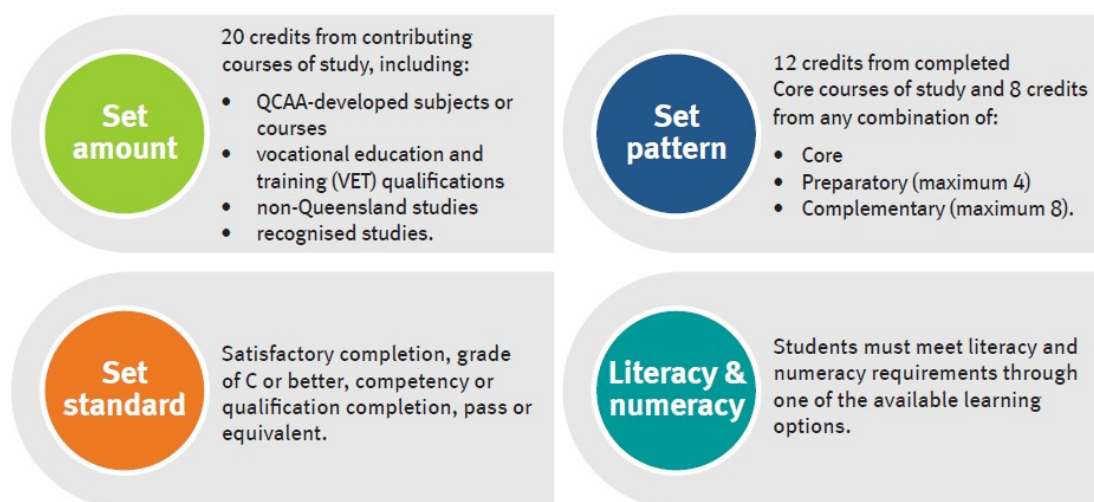 Set
amount
20 credits from contributing
courses of study, including:
• QCAA-developed subjects or
courses
• vocational education and
training (VET) qualifications
• non-Queensland studies
• recognised studies.
Set
pattern
12 credits from completed
Core courses of study and 8 credits
from any combination of:
• Core
• Preparatory (maximum 4)
• Complementary (maximum 8).
Set
standard
Satisfactory completion, grade
of C or better, competency or
qualification completion, pass or
equivalent.
Literacy &
numeracy
Students must meet literacy and
numeracy requirements through
one of the available learning
options.